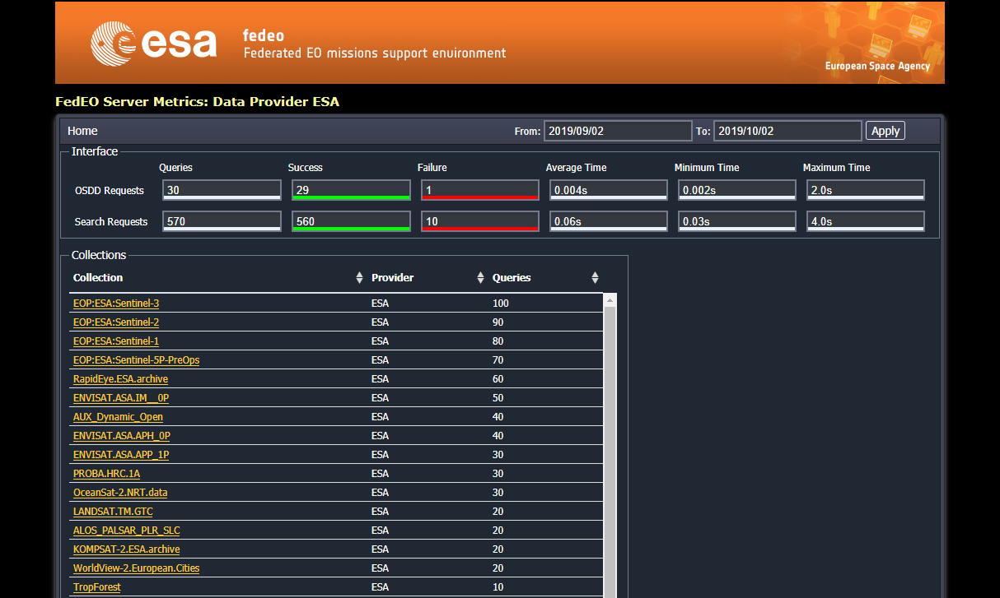 esa
fedeo
Federated EO missions support environment
European Space Agency
FedEO Server Metrics: Data Provider ESA
Home From: 2019/09/02 To: 2019/10/02 Apply
Interface
Queries Success Failure Average Time Minimum Time Maximum Time
OSDD Requests 30 29 1 0.004s 0.002s 2.0s
Search Requests 570 560 10 0.06s 0.03s 4.0s
Collections
Collection Provider Queries
EOP:ESA:Sentinel-3 ESA 100
EOP:ESA:Sentinel-2 ESA 90
EOP:ESA:Sentinel-1 ESA 80
EOP:ESA:Sentinel-5P-PreOps ESA 70
RapidEye.ESA.archive ESA 60
ENVISAT.ASA.IM__0P ESA 50
AUX_Dynamic_Open ESA 40
ENVISAT.ASA.APH_0P ESA 40
ENVISAT.ASA.APP_1P ESA 30
PROBA.HRC.1A ESA 30
OceanSat-2.NRT.data ESA 30
LANDSAT.TM.GTC ESA 20
ALOS_PALSAR_PLR_SLC ESA 20
KOMPSAT-2.ESA.archive ESA 20
WorldView-2.European.Cities ESA 20
TropForest ESA 10